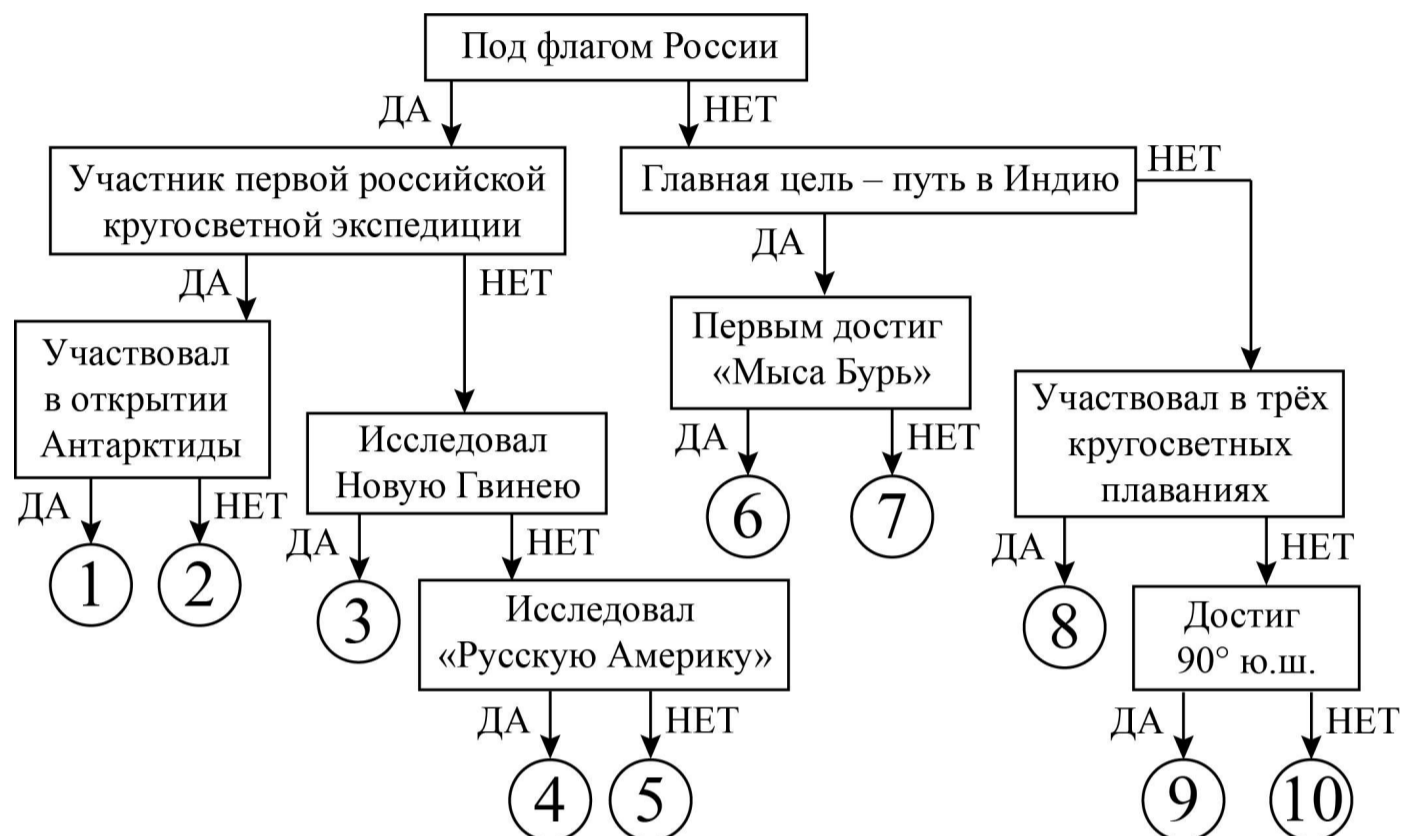 Под флагом России
ДА
НЕТ
Участник первой российской
кругосветной экспедиции
Главная цель – путь в Индию
НЕТ
ДА
НЕТ
ДА
Участвовал
в открытии
Антарктиды
Первым достиг
«Мыса Бурь»
Участвовал в трёх
кругосветных
плаваниях
Исследовал
Новую Гвинею
ДА
НЕТ
ДА
НЕТ
ДА
НЕТ
ДА
НЕТ
1
2
3
6
7
8
Исследовал
«Русскую Америку»
Достиг
90° ю.ш.
ДА
НЕТ
ДА
НЕТ
4
5
9
10